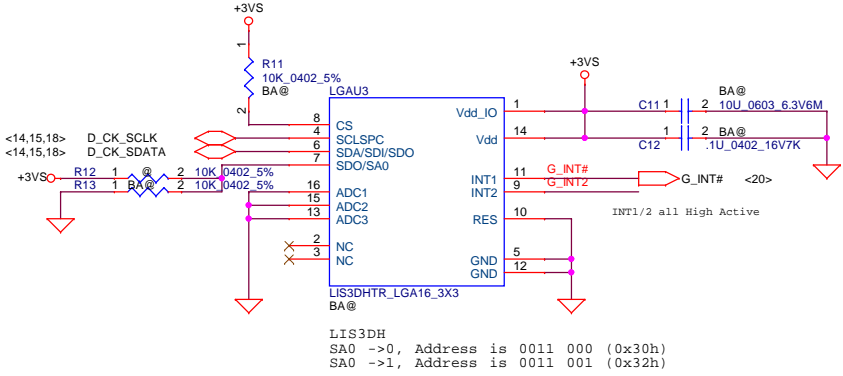 +3VS
1
R11
10K_0402_5%
BA@
2
LGAU3
+3VS
BA@
C11 1 2 10U_0603_6.3V6M
BA@
C12 1 2 .1U_0402_16V7K
<14,15,18> D_CK_SCLK
<14,15,18> D_CK_SDATA
+3VS
R12 1 @ 2 10K_0402_5%
R13 1 BA@ 2 10K_0402_5%
8 CS
4 SCLSPC
6 SDA/SDI/SDO
7 SDO/SA0
16 ADC1
15 ADC2
13 ADC3
2 NC
3 NC
Vdd_IO 1
Vdd 14
INT1 11 G_INT#
INT2 9 G_INT2
G_INT# <20>
INT1/2 all High Active
RES 10
GND 5
GND 12
LIS3DHTR_LGA16_3X3
BA@
LIS3DH
SA0 ->0, Address is 0011 000 (0x30h)
SA0 ->1, Address is 0011 001 (0x32h)